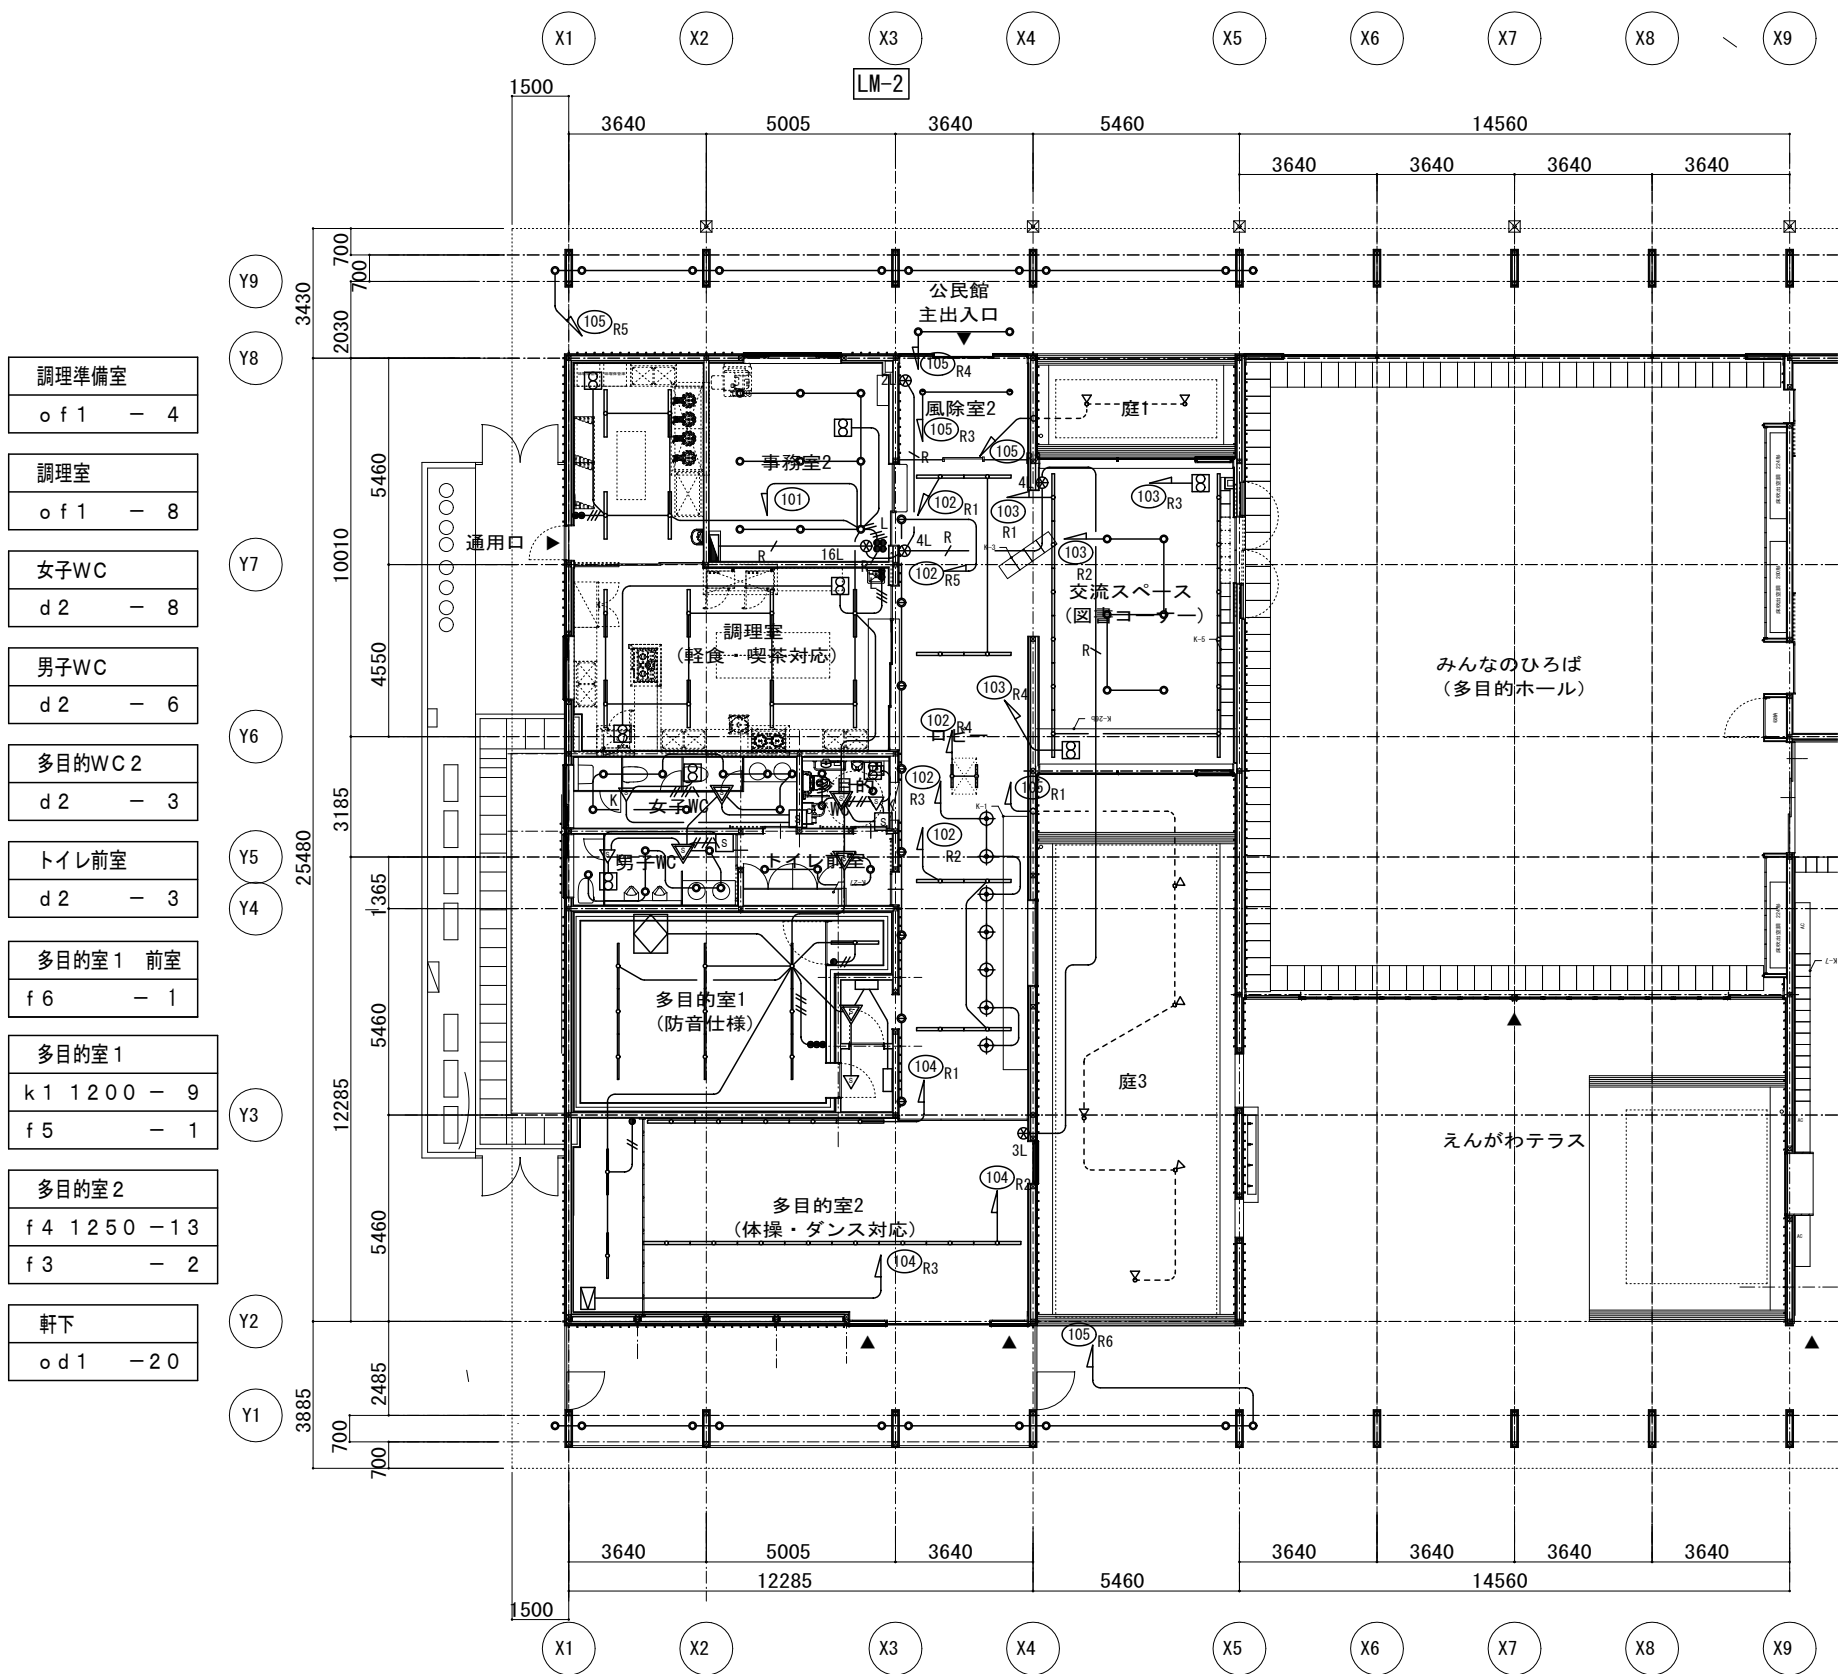 X1
X2
X3
X4
X5
X6
X7
X8
X9
LM-2
1500
3640
5005
3640
5460
14560
3640
3640
3640
3640
700
700
3430
2030
Y9
Y8
Y7
Y6
Y5
Y4
Y3
Y2
Y1
5460
10010
4550
3185
25480
1365
5460
12285
5460
2485
3885
700
700
調理準備室
of1 － 4
調理室
of1 － 8
女子WC
d2 － 8
男子WC
d2 － 6
多目的WC2
d2 － 3
トイレ前室
d2 － 3
多目的室1 前室
f6 － 1
多目的室1
k1 1200 － 9
f5 － 1
多目的室2
f4 1250 －13
f3 － 2
軒下
od1 －20
公民館
主出入口
105 R5
105 R4
風除室2
105 R3
105
庭1
事務室2
101
102 R1
103 R1
103 R3
通用口
16L
4L
R
102 R5
103 R2
交流スペース
（図書コーナー）
調理室
（軽食・喫茶対応）
みんなのひろば
（多目的ホール）
103 R4
102 R4
102 R3
105 R1
102 R2
女子WC
多目的
WC
男子WC
トイレ前室
多目的室1
（防音仕様）
104 R1
庭3
えんがわテラス
3L
104 R2
多目的室2
（体操・ダンス対応）
104 R3
105 R6
K-5
K-1
K-7
3640
5005
3640
12285
5460
3640
3640
3640
3640
14560
1500
X1
X2
X3
X4
X5
X6
X7
X8
X9